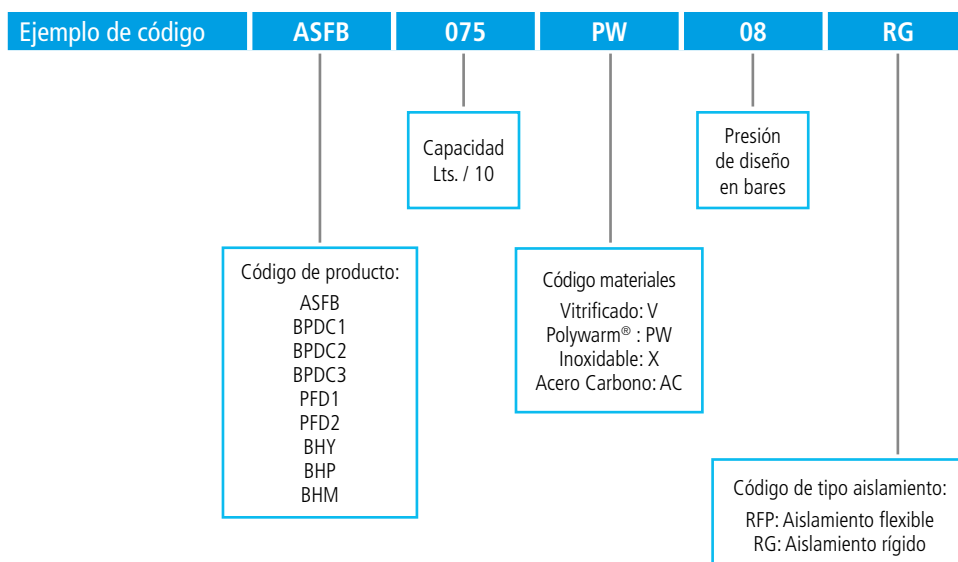 Ejemplo de código ASFB 075 PW 08 RG
Capacidad
Lts. / 10
Presión
de diseño
en bares
Código de producto:
ASFB
BPDC1
BPDC2
BPDC3
PFD1
PFD2
BHY
BHP
BHM
Código materiales
Vitrificado: V
Polywarm® : PW
Inoxidable: X
Acero Carbono: AC
Código de tipo aislamiento:
RFP: Aislamiento flexible
RG: Aislamiento rígido